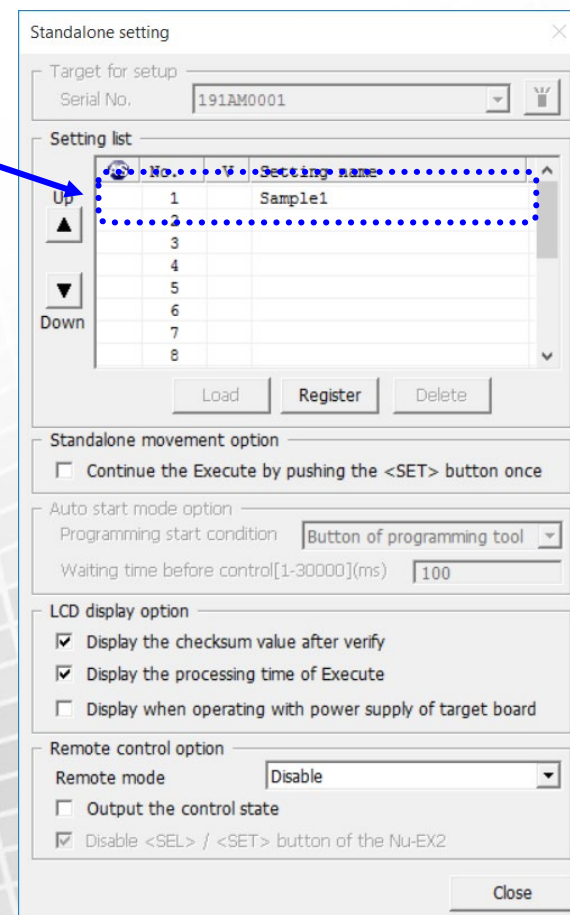 Standalone setting
Target for setup
Serial No. 191AM0001
Setting list
No. V Setting name
Up
1 Sample1
2
3
4
5
6
Down
7
8
Load Register Delete
Standalone movement option
Continue the Execute by pushing the <SET> button once
Auto start mode option
Programming start condition Button of programming tool
Waiting time before control[1-30000](ms) 100
LCD display option
Display the checksum value after verify
Display the processing time of Execute
Display when operating with power supply of target board
Remote control option
Remote mode Disable
Output the control state
Disable <SEL> / <SET> button of the Nu-EX2
Close